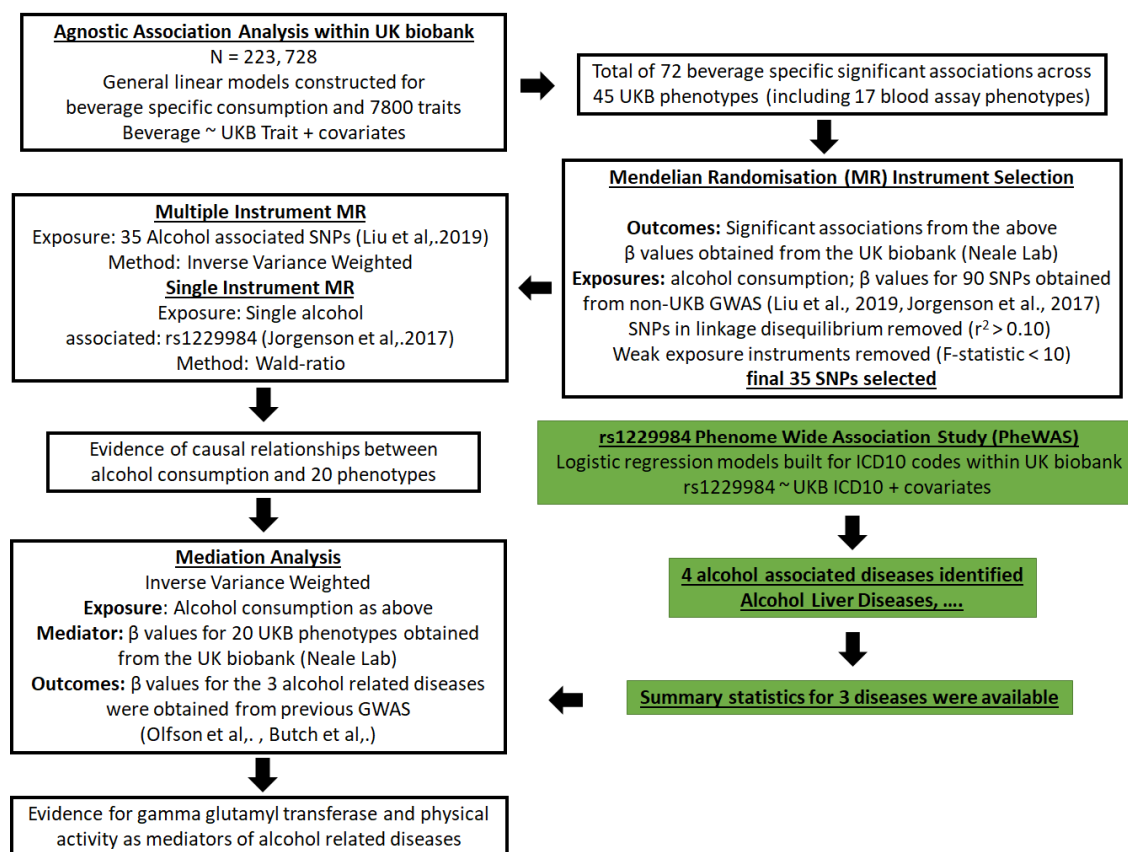 Agnostic Association Analysis within UK biobank
N = 223, 728
General linear models constructed for
beverage specific consumption and 7800 traits
Beverage ~ UKB Trait + covariates
Total of 72 beverage specific significant associations across
45 UKB phenotypes (including 17 blood assay phenotypes)
Mendelian Randomisation (MR) Instrument Selection
Outcomes: Significant associations from the above
β values obtained from the UK biobank (Neale Lab)
Exposures: alcohol consumption; β values for 90 SNPs obtained
from non-UKB GWAS (Liu et al., 2019, Jorgenson et al., 2017)
SNPs in linkage disequilibrium removed (r² > 0.10)
Weak exposure instruments removed (F-statistic < 10)
final 35 SNPs selected
Multiple Instrument MR
Exposure: 35 Alcohol associated SNPs (Liu et al,.2019)
Method: Inverse Variance Weighted
Single Instrument MR
Exposure: Single alcohol
associated: rs1229984 (Jorgenson et al,.2017)
Method: Wald-ratio
Evidence of causal relationships between
alcohol consumption and 20 phenotypes
rs1229984 Phenome Wide Association Study (PheWAS)
Logistic regression models built for ICD10 codes within UK biobank
rs1229984 ~ UKB ICD10 + covariates
4 alcohol associated diseases identified
Alcohol Liver Diseases, ....
Summary statistics for 3 diseases were available
Mediation Analysis
Inverse Variance Weighted
Exposure: Alcohol consumption as above
Mediator: β values for 20 UKB phenotypes obtained
from the UK biobank (Neale Lab)
Outcomes: β values for the 3 alcohol related diseases
were obtained from previous GWAS
(Olfson et al,. , Butch et al,.)
Evidence for gamma glutamyl transferase and physical
activity as mediators of alcohol related diseases